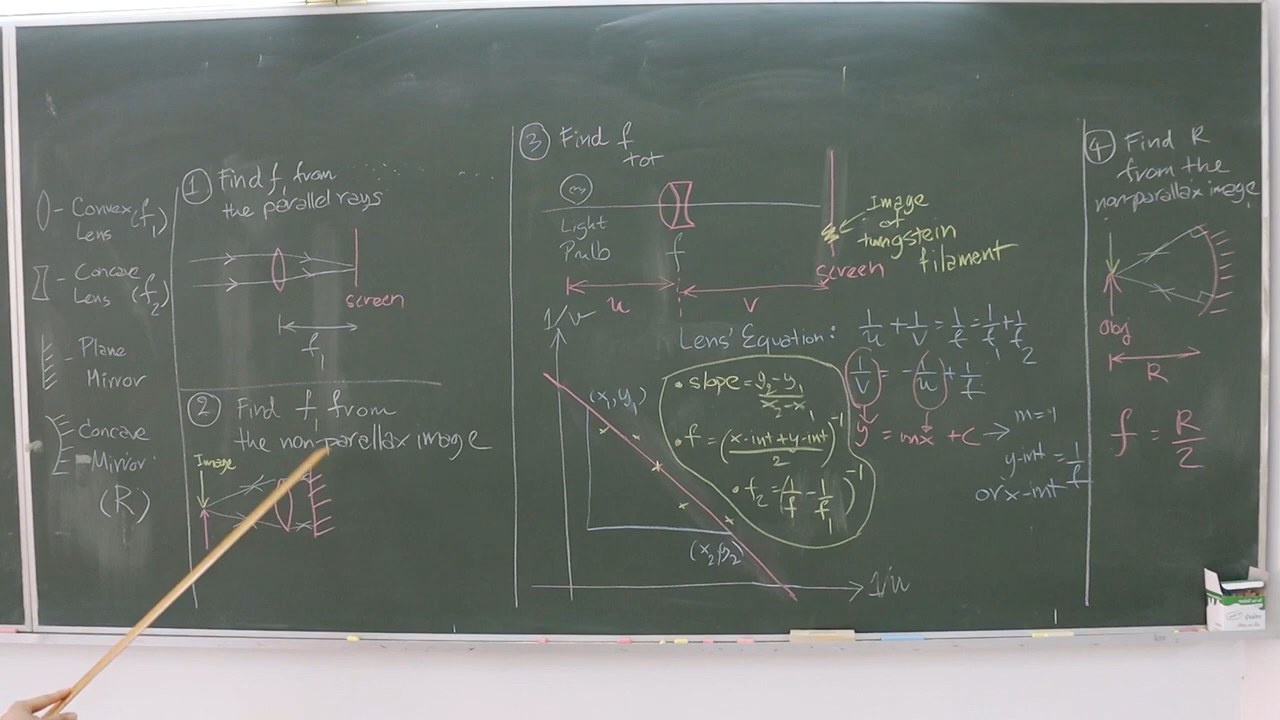 Convex (f₁)
Lens
Concave
Lens (f₂)
Plane
Mirror
Concave
Mirror
(R)
① Find f₁ from
the parallel rays
screen
f₁
② Find f₁ from
the non-parellax image
Image
③ Find f tot
Light
Pulb
f
Image
of
tungstein
filament
screen
u
v
1/v
Lens' Equation: 1/u + 1/v = 1/f = 1/f₁ + 1/f₂
1/v = -1/u + 1/f
y = mx + c → m=-1
y-int = 1/f
or x-int
(x₁, y₁)
• slope = y₂-y₁/x₂-x₁
• f = (x-int+y-int/2)⁻¹
• f₂ = (1/f - 1/f₁)⁻¹
(x₂, y₂)
1/u
④ Find R
from the
nonparallax image
Obj
R
f = R/2